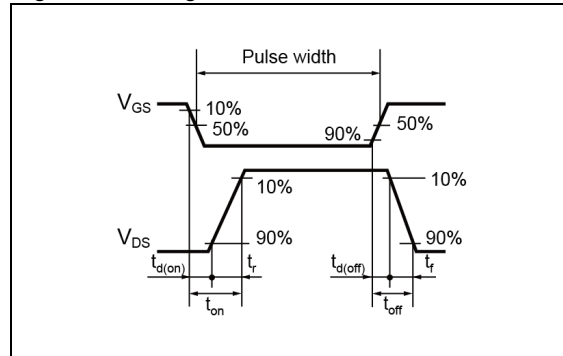 Pulse width
VGS
10%
50%
90%
50%
10%
10%
VDS
90%
90%
td(on)
tr
td(off)
tf
ton
toff